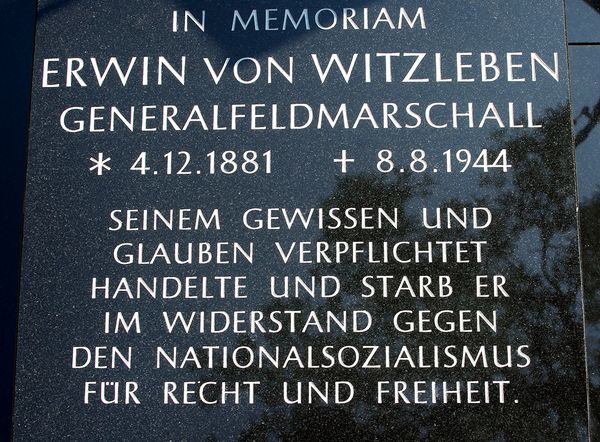 IN MEMORIAM
ERWIN VON WITZLEBEN
GENERALFELDMARSCHALL
* 4.12.1881 + 8.8.1944
SEINEM GEWISSEN UND
GLAUBEN VERPFLICHTET
HANDELTE UND STARB ER
IM WIDERSTAND GEGEN
DEN NATIONALSOZIALISMUS
FÜR RECHT UND FREIHEIT.